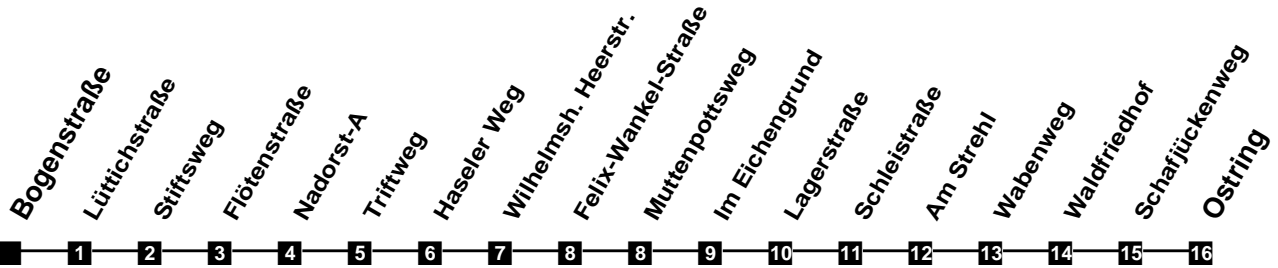 Bogenstraße
Lüttichstraße
Stiftsweg
Flötenstraße
Nadorst-A
Triftweg
Haseler Weg
Wilhelmsh. Heerstr.
Felix-Wankel-Straße
Muttenpottsweg
Im Eichengrund
Lagerstraße
Schleistraße
Am Strehl
Wabenweg
Waldfriedhof
Schafjückenweg
Ostring
1 2 3 4 5 6 7 8 8 9 10 11 12 13 14 15 16